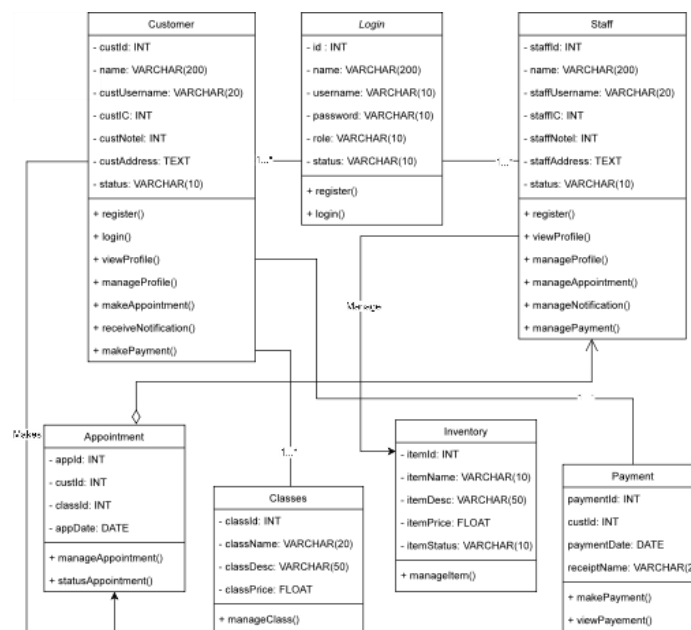 Customer
- custId: INT
- name: VARCHAR(200)
- custUsername: VARCHAR(20)
- custIC: INT
- custNotel: INT
- custAddress: TEXT
- status: VARCHAR(10)
+ register()
+ login()
+ viewProfile()
+ manageProfile()
+ makeAppointment()
+ receiveNotification()
+ makePayment()
Login
- id : INT
- name: VARCHAR(200)
- username: VARCHAR(10)
- password: VARCHAR(10)
- role: VARCHAR(10)
- status: VARCHAR(10)
+ register()
+ login()
Staff
- staffId: INT
- name: VARCHAR(200)
- staffUsername: VARCHAR(20)
- staffIC: INT
- staffNotel: INT
- staffAddress: TEXT
- status: VARCHAR(10)
+ register()
+ viewProfile()
+ manageProfile()
+ manageAppointment()
+ manageNotification()
+ managePayment()
1...*
Manage
Makes
1...*
Appointment
- appId: INT
- custId: INT
- classId: INT
- appDate: DATE
+ manageAppointment()
+ statusAppointment()
Classes
- classId: INT
- className: VARCHAR(20)
- classDesc: VARCHAR(50)
- classPrice: FLOAT
+ manageClass()
Inventory
- itemId: INT
- itemName: VARCHAR(10)
- itemDesc: VARCHAR(50)
- itemPrice: FLOAT
- itemStatus: VARCHAR(10)
+ manageItem()
Payment
paymentId: INT
custId: INT
paymentDate: DATE
receiptName: VARCHAR(2
+ makePayment()
+ viewPayement()